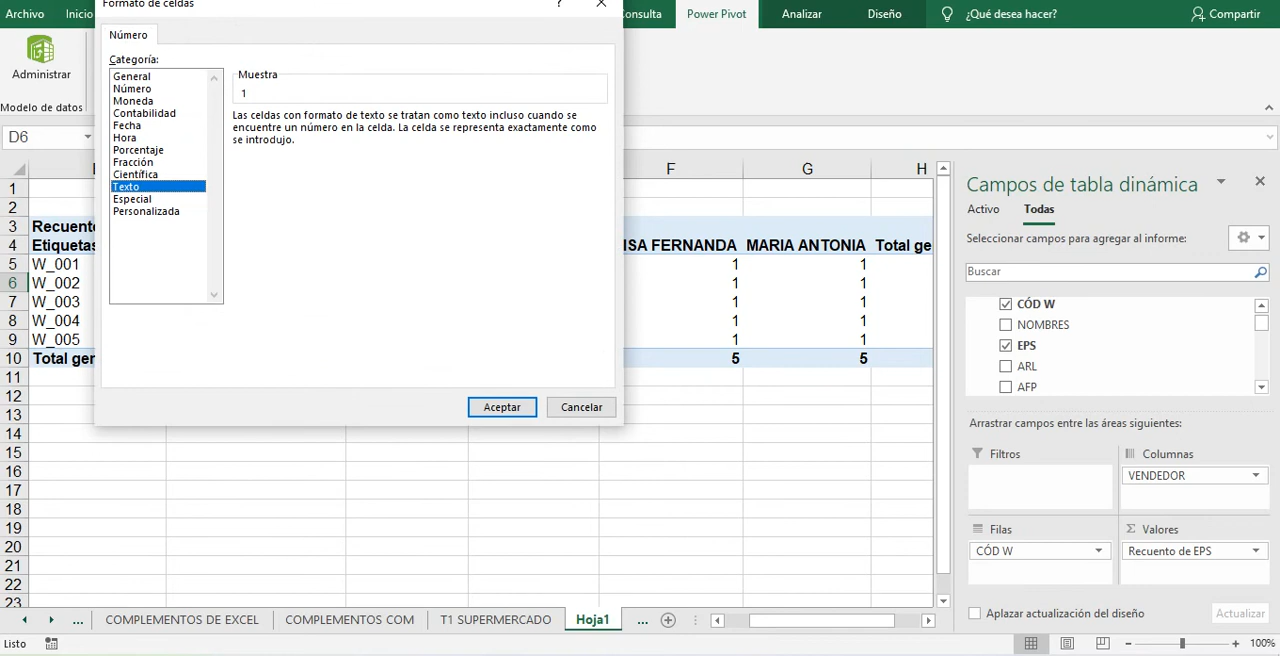 Formato de celdas
? X
Archivo Inicio onsulta Power Pivot Analizar Diseño ¿Qué desea hacer? Compartir
Administrar
Modelo de datos
Número
Categoría:
General
Número
Moneda
Contabilidad
Fecha
Hora
Porcentaje
Fracción
Científica
Texto
Especial
Personalizada
Muestra
1
Las celdas con formato de texto se tratan como texto incluso cuando se
encuentre un número en la celda. La celda se representa exactamente como
se introdujo.
Aceptar Cancelar
D6
F G H
1
2
3 Recuento
4 Etiquetas ISA FERNANDA MARIA ANTONIA Total ge
5 W_001 1 1
6 W_002 1 1
7 W_003 1 1
8 W_004 1 1
9 W_005 1 1
10 Total ger 5 5
11
12
13
14
15
16
17
18
19
20
21
22
23
Campos de tabla dinámica
Activo Todas
Seleccionar campos para agregar al informe:
Buscar
CÓD W
NOMBRES
EPS
ARL
AFP
Arrastrar campos entre las áreas siguientes:
Filtros Columnas
VENDEDOR
Filas Σ Valores
CÓD W Recuento de EPS
Aplazar actualización del diseño Actualizar
... COMPLEMENTOS DE EXCEL COMPLEMENTOS COM T1 SUPERMERCADO Hoja1 ...
Listo 100%